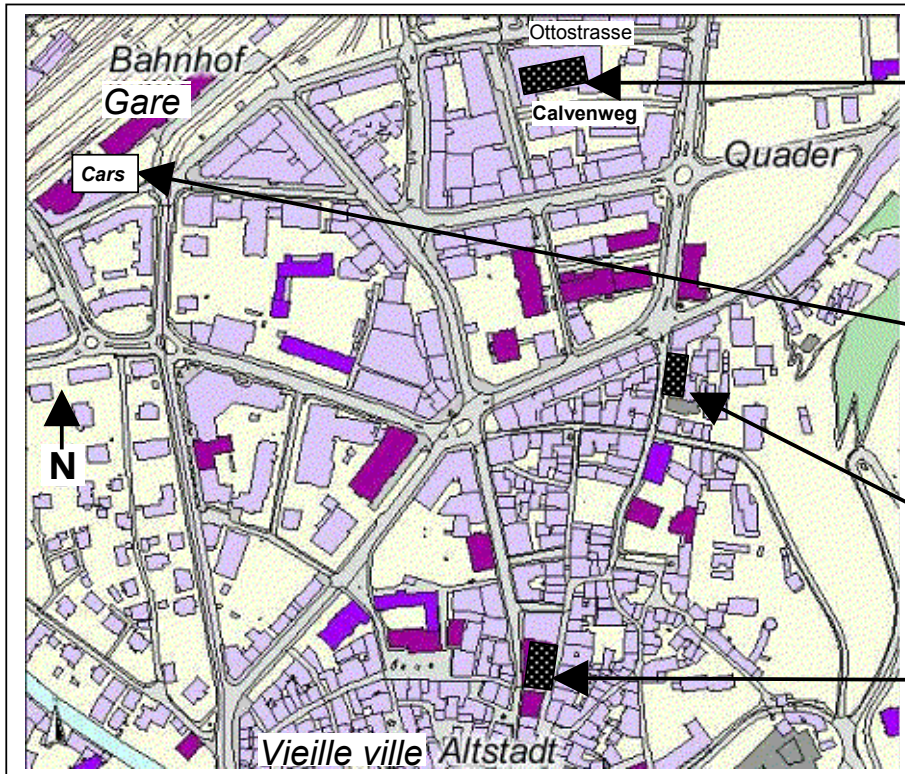 Ottostrasse
Bahnhof
Gare
Calvenweg
Quader
Cars
N
Vieille ville Altstadt